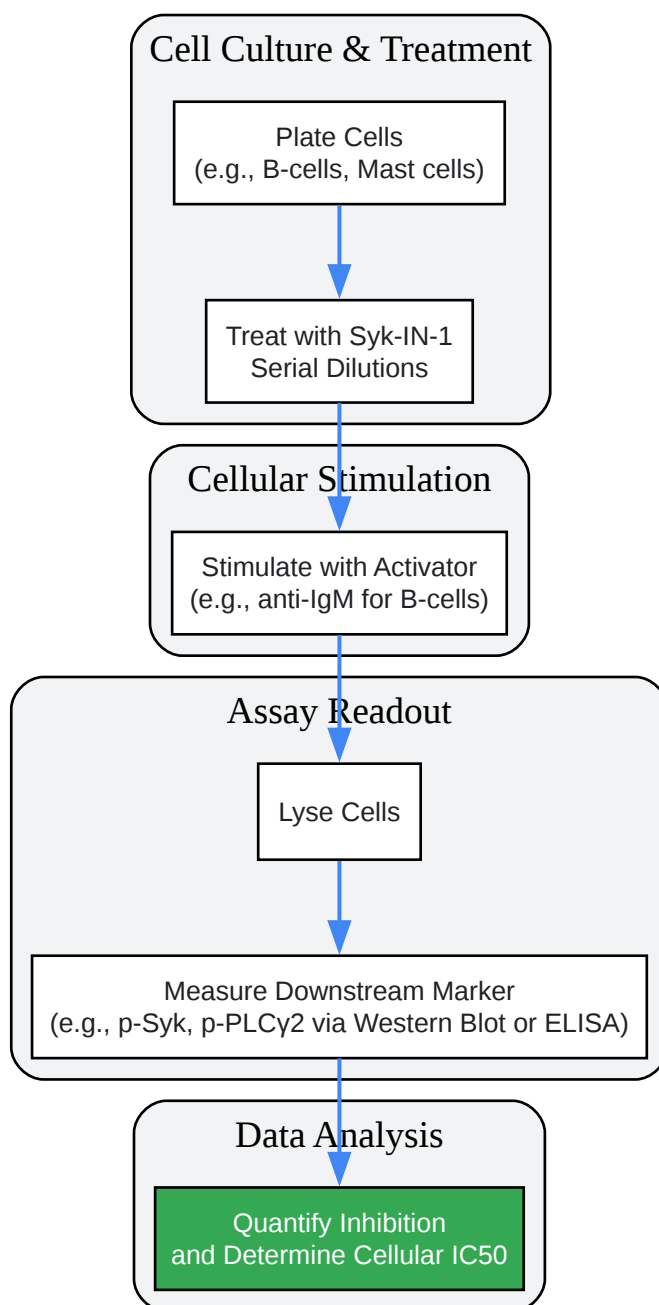 Cell Culture & Treatment
Plate Cells
(e.g., B-cells, Mast cells)
Treat with Syk-IN-1
Serial Dilutions
Cellular Stimulation
Stimulate with Activator
(e.g., anti-IgM for B-cells)
Assay Readout
Lyse Cells
Measure Downstream Marker
(e.g., p-Syk, p-PLCγ2 via Western Blot or ELISA)
Data Analysis
Quantify Inhibition
and Determine Cellular IC50